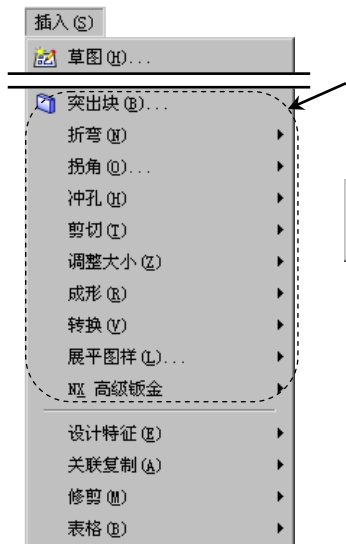 插入(S)
草图(H)...
突出块(B)...
折弯(N)
拐角(O)...
冲孔(H)
剪切(T)
调整大小(Z)
成形(R)
转换(V)
展平图样(L)...
NX 高级钣金
设计特征(E)
关联复制(A)
修剪(M)
表格(B)